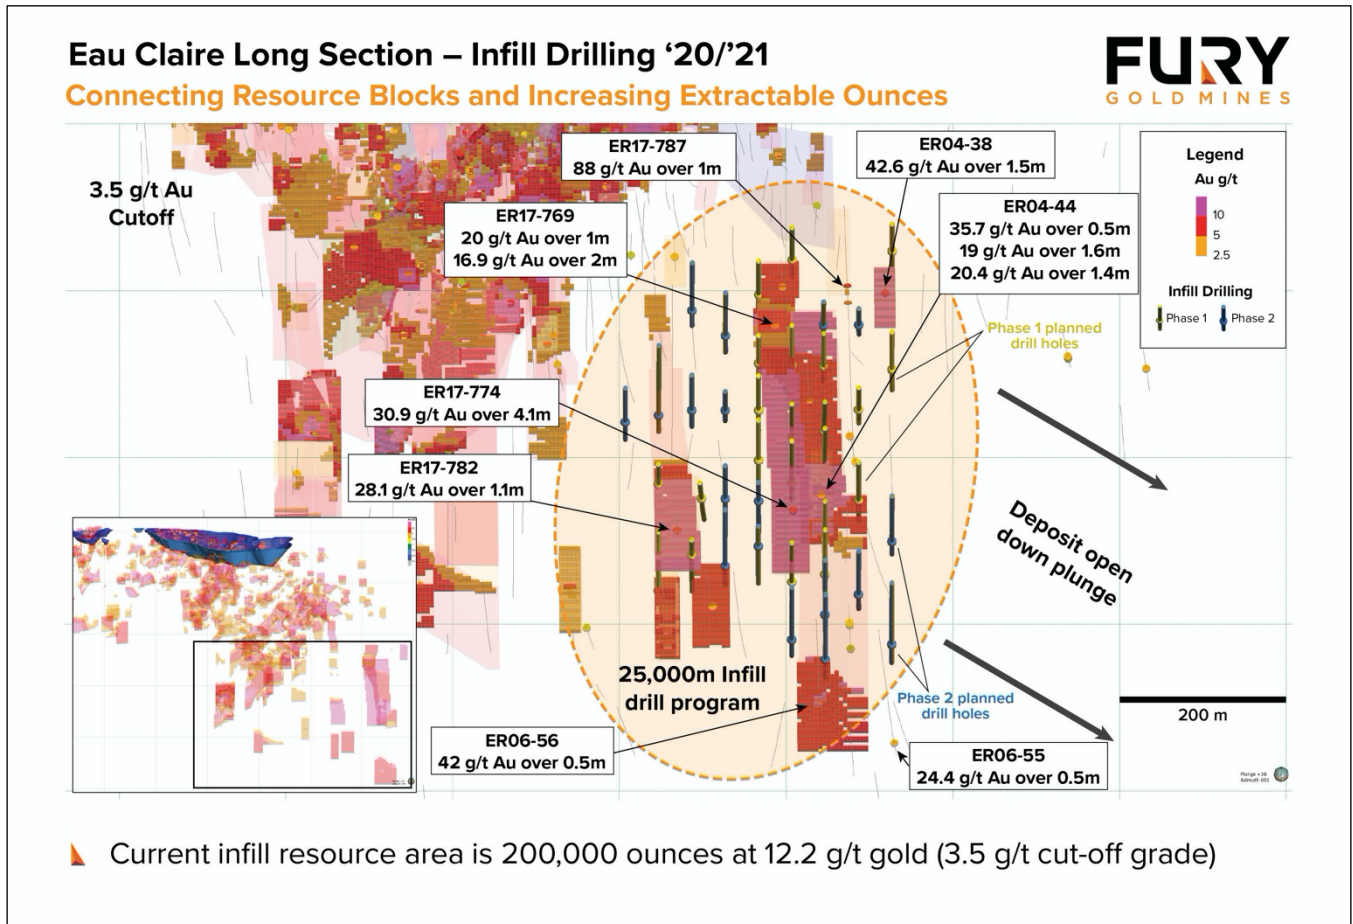 Eau Claire Long Section – Infill Drilling ‘20/’21
Connecting Resource Blocks and Increasing Extractable Ounces
FURY
GOLD MINES
3.5 g/t Au
Cutoff
ER17-787
88 g/t Au over 1m
ER04-38
42.6 g/t Au over 1.5m
ER17-769
20 g/t Au over 1m
16.9 g/t Au over 2m
ER04-44
35.7 g/t Au over 0.5m
19 g/t Au over 1.6m
20.4 g/t Au over 1.4m
Legend
Au g/t
10
5
2.5
Infill Drilling
Phase 1
Phase 2
Phase 1 planned
drill holes
ER17-774
30.9 g/t Au over 4.1m
ER17-782
28.1 g/t Au over 1.1m
Deposit open
down plunge
25,000m Infill
drill program
Phase 2 planned
drill holes
200 m
ER06-56
42 g/t Au over 0.5m
ER06-55
24.4 g/t Au over 0.5m
Current infill resource area is 200,000 ounces at 12.2 g/t gold (3.5 g/t cut-off grade)